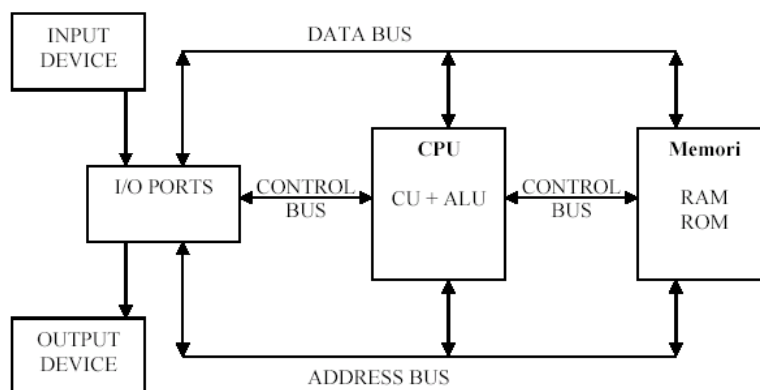 INPUT
DEVICE
DATA BUS
I/O PORTS
CONTROL
BUS
CPU
CU + ALU
CONTROL
BUS
Memori
RAM
ROM
OUTPUT
DEVICE
ADDRESS BUS